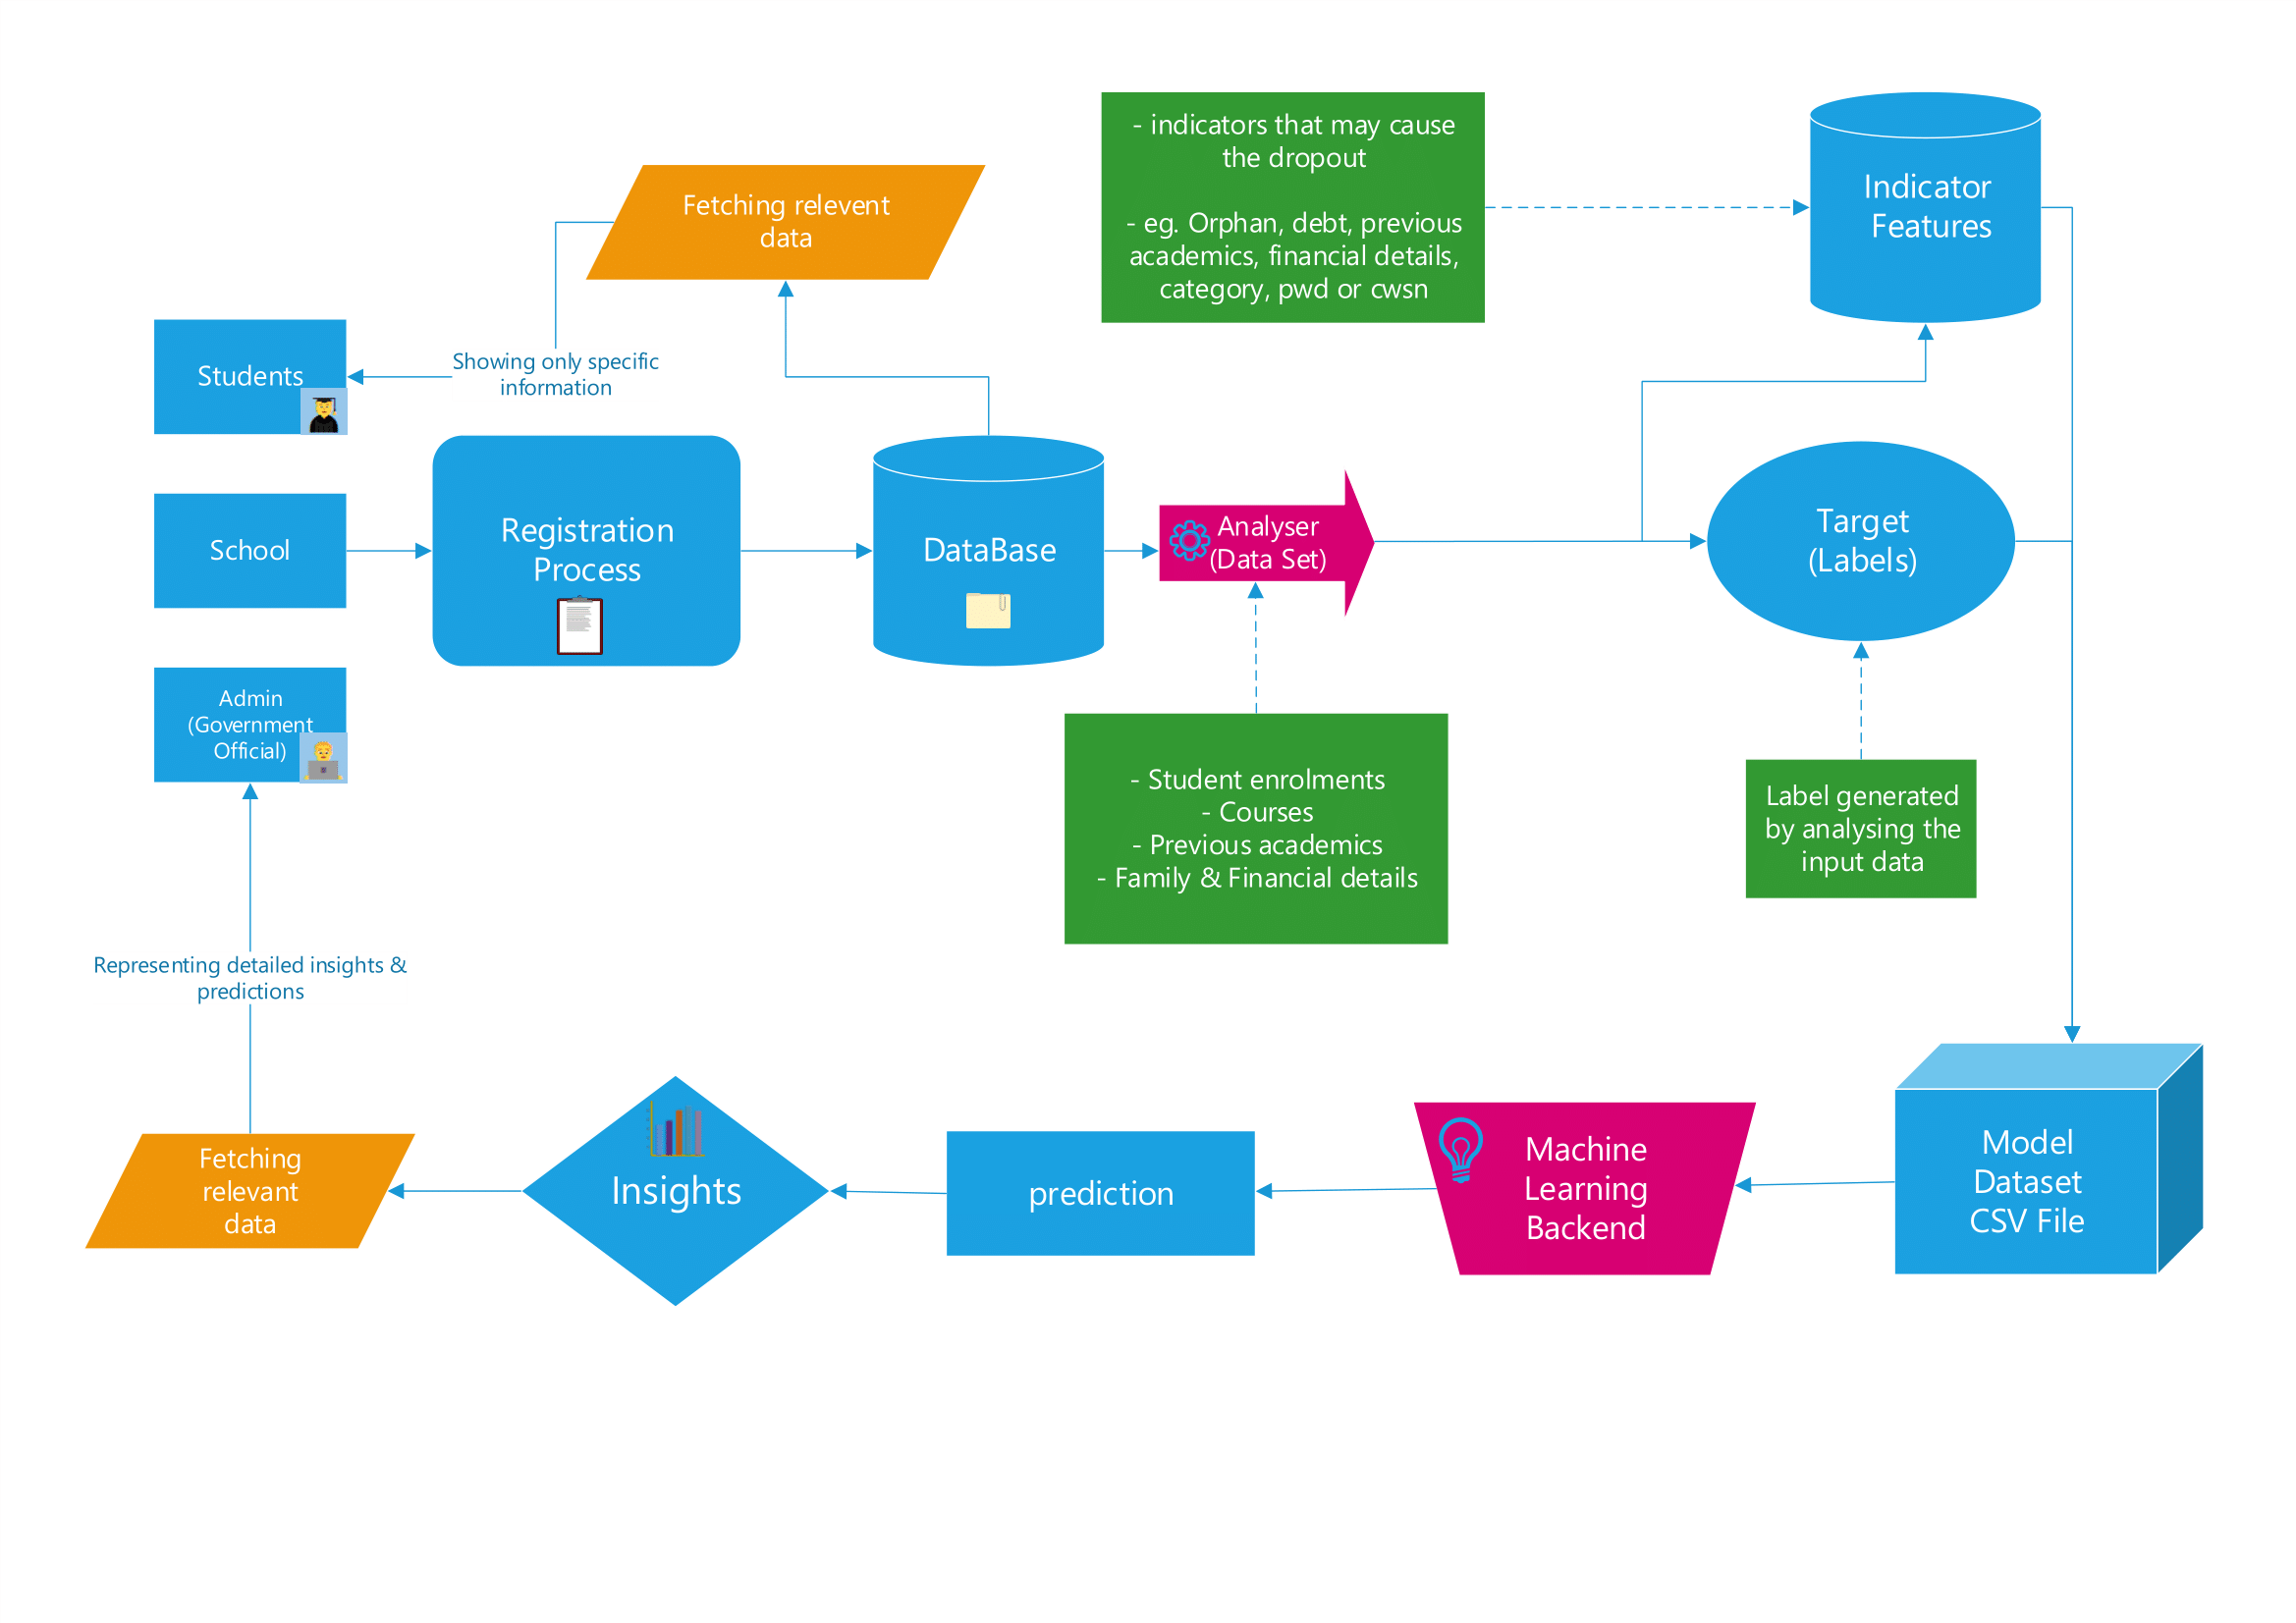 - indicators that may cause
the dropout
- eg. Orphan, debt, previous
academics, financial details,
category, pwd or cwsn
Indicator
Features
Fetching relevent
data
Students
Showing only specific
information
School
Registration
Process
DataBase
Analyser
(Data Set)
Target
(Labels)
Admin
(Government
Official)
- Student enrolments
- Courses
- Previous academics
- Family & Financial details
Label generated
by analysing the
input data
Representing detailed insights &
predictions
Fetching
relevant
data
Insights
prediction
Machine
Learning
Backend
Model
Dataset
CSV File